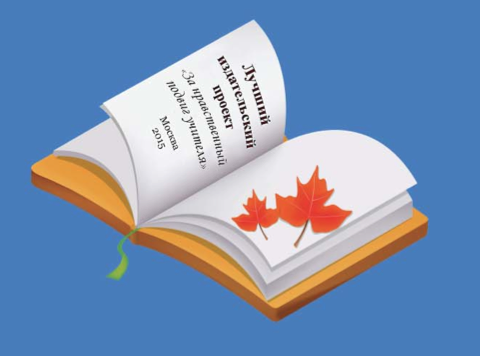 Лучший
издательский
проект
«За нравственный
подвиг учителя»
Москва
2015